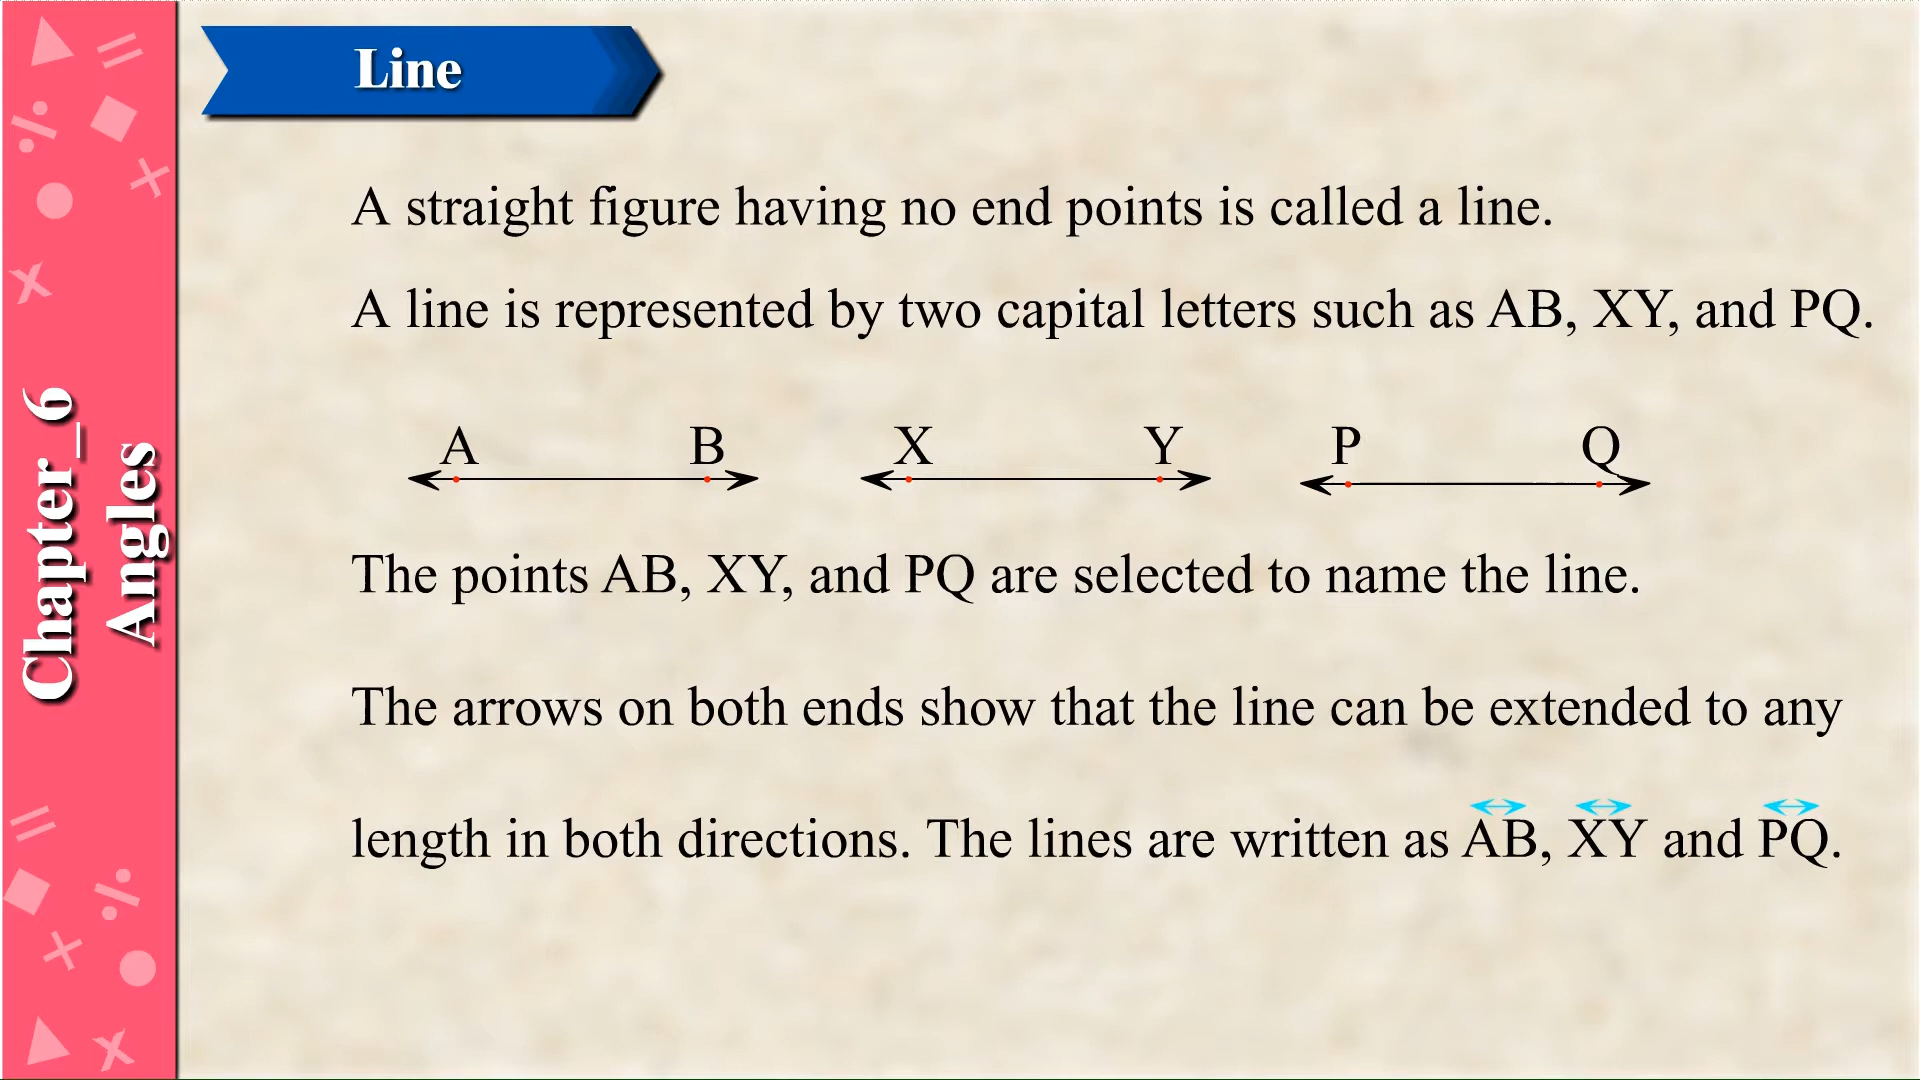 Line
A straight figure having no end points is called a line.
A line is represented by two capital letters such as AB, XY, and PQ.
A B X Y P Q
The points AB, XY, and PQ are selected to name the line.
The arrows on both ends show that the line can be extended to any
length in both directions. The lines are written as AB, XY and PQ.
Chapter_6
Angles